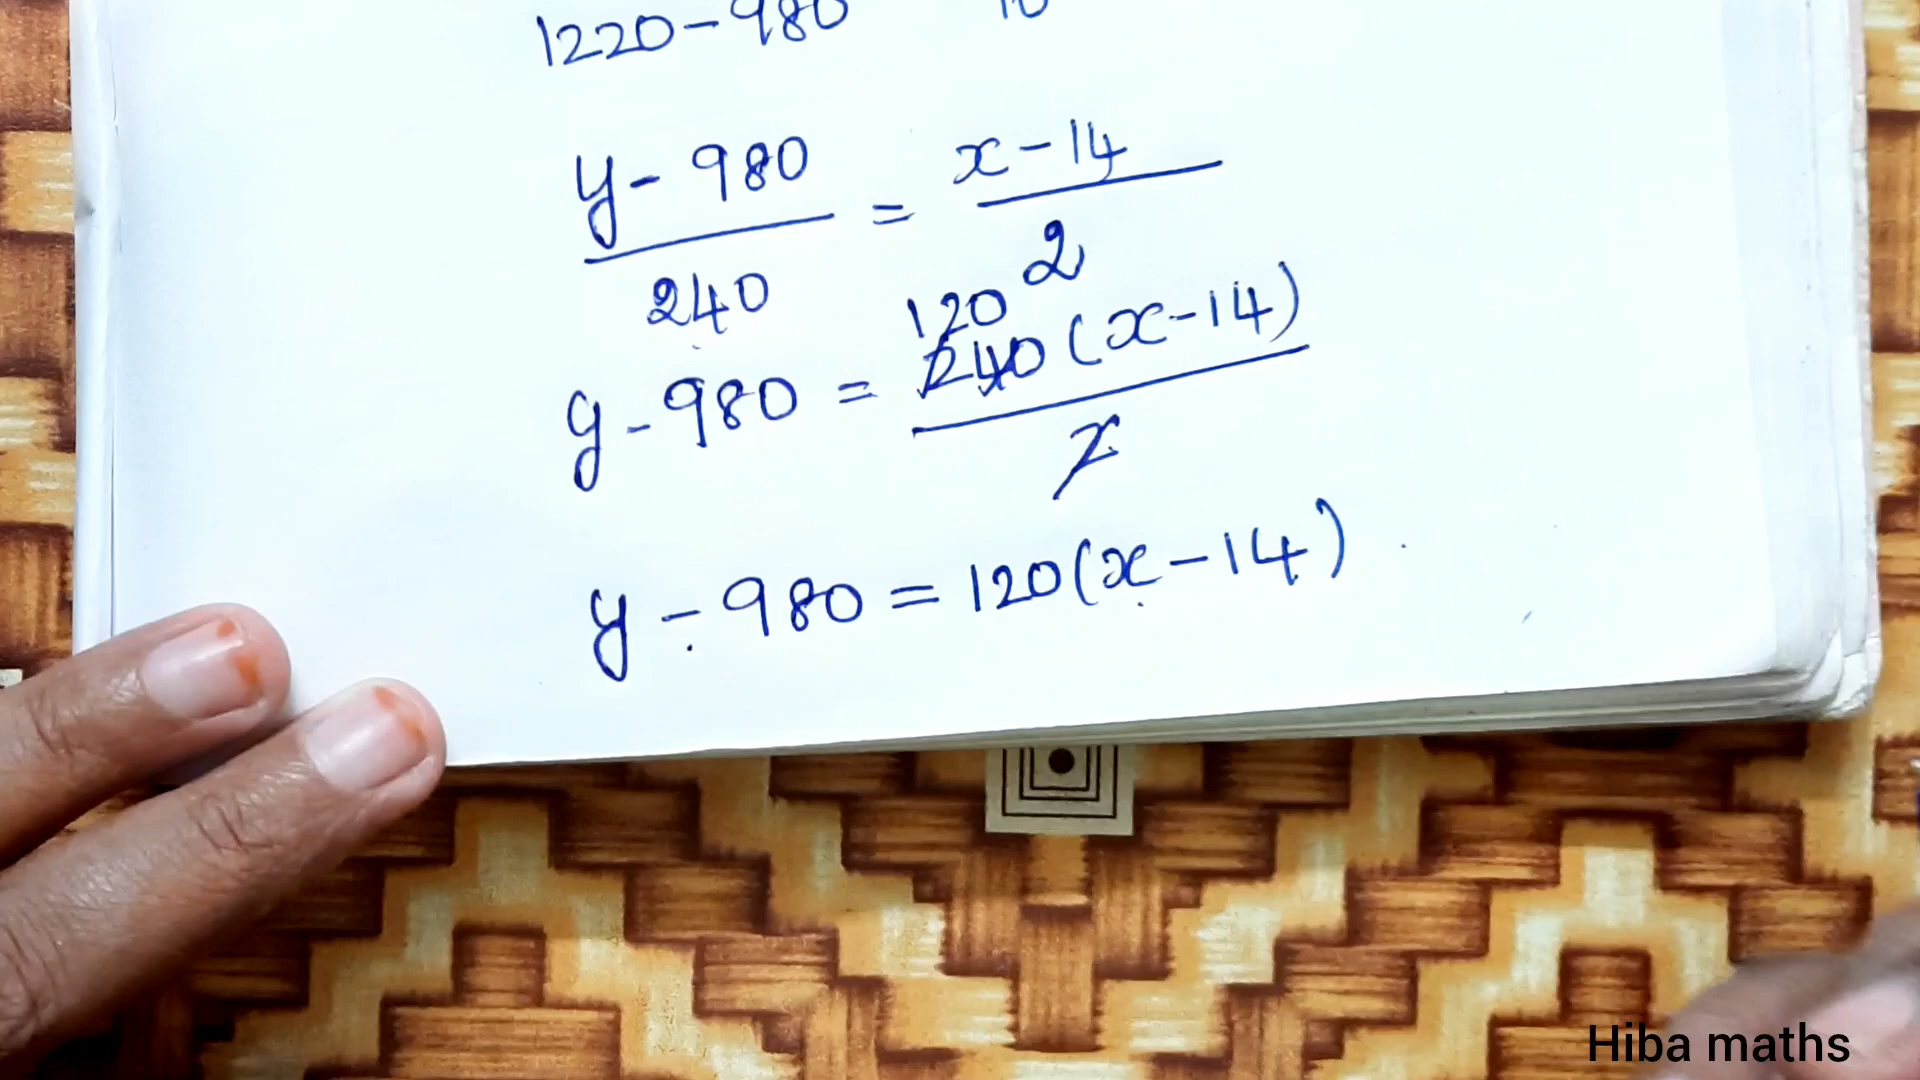 1220-980
y-980 = x-14
240 2
y-980 = 240(x-14)
120
2
y-980 = 120(x-14)
Hiba maths